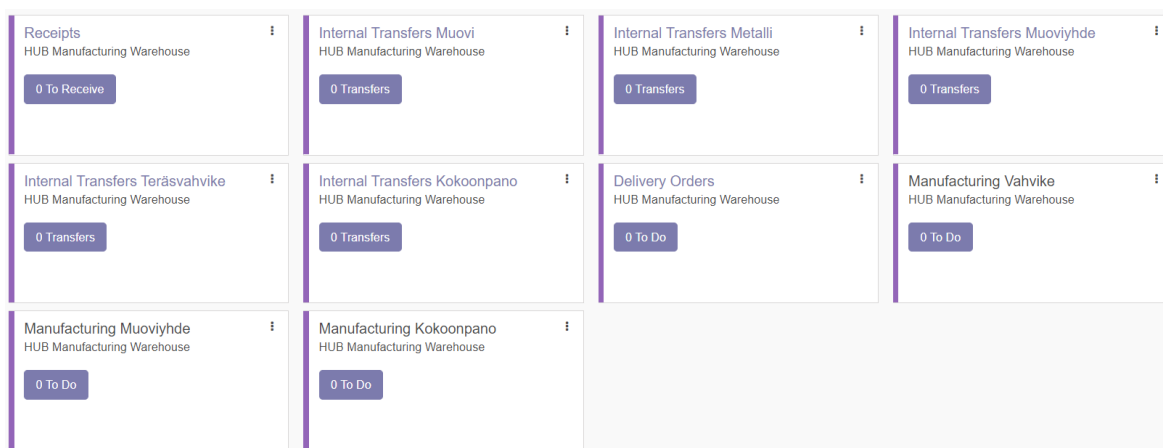 Receipts
HUB Manufacturing Warehouse
0 To Receive
Internal Transfers Muovi
HUB Manufacturing Warehouse
0 Transfers
Internal Transfers Metalli
HUB Manufacturing Warehouse
0 Transfers
Internal Transfers Muoviyhde
HUB Manufacturing Warehouse
0 Transfers
Internal Transfers Teräsvahvike
HUB Manufacturing Warehouse
0 Transfers
Internal Transfers Kokoonpano
HUB Manufacturing Warehouse
0 Transfers
Delivery Orders
HUB Manufacturing Warehouse
0 To Do
Manufacturing Vahvike
HUB Manufacturing Warehouse
0 To Do
Manufacturing Muoviyhde
HUB Manufacturing Warehouse
0 To Do
Manufacturing Kokoonpano
HUB Manufacturing Warehouse
0 To Do